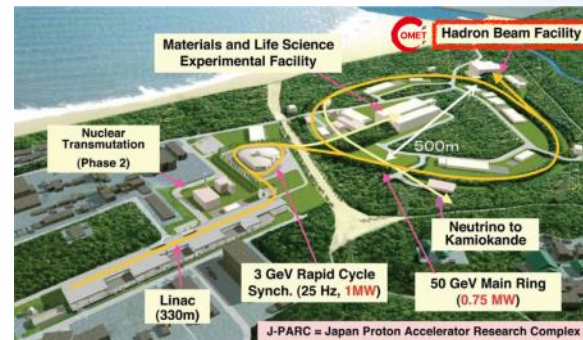 COMET
Hadron Beam Facility
Materials and Life Science
Experimental Facility
500m
Nuclear
Transmutation
(Phase 2)
Neutrino to
Kamiokande
3 GeV Rapid Cycle
Synch. (25 Hz, 1MW)
50 GeV Main Ring
(0.75 MW)
Linac
(330m)
J-PARC = Japan Proton Accelerator Research Complex